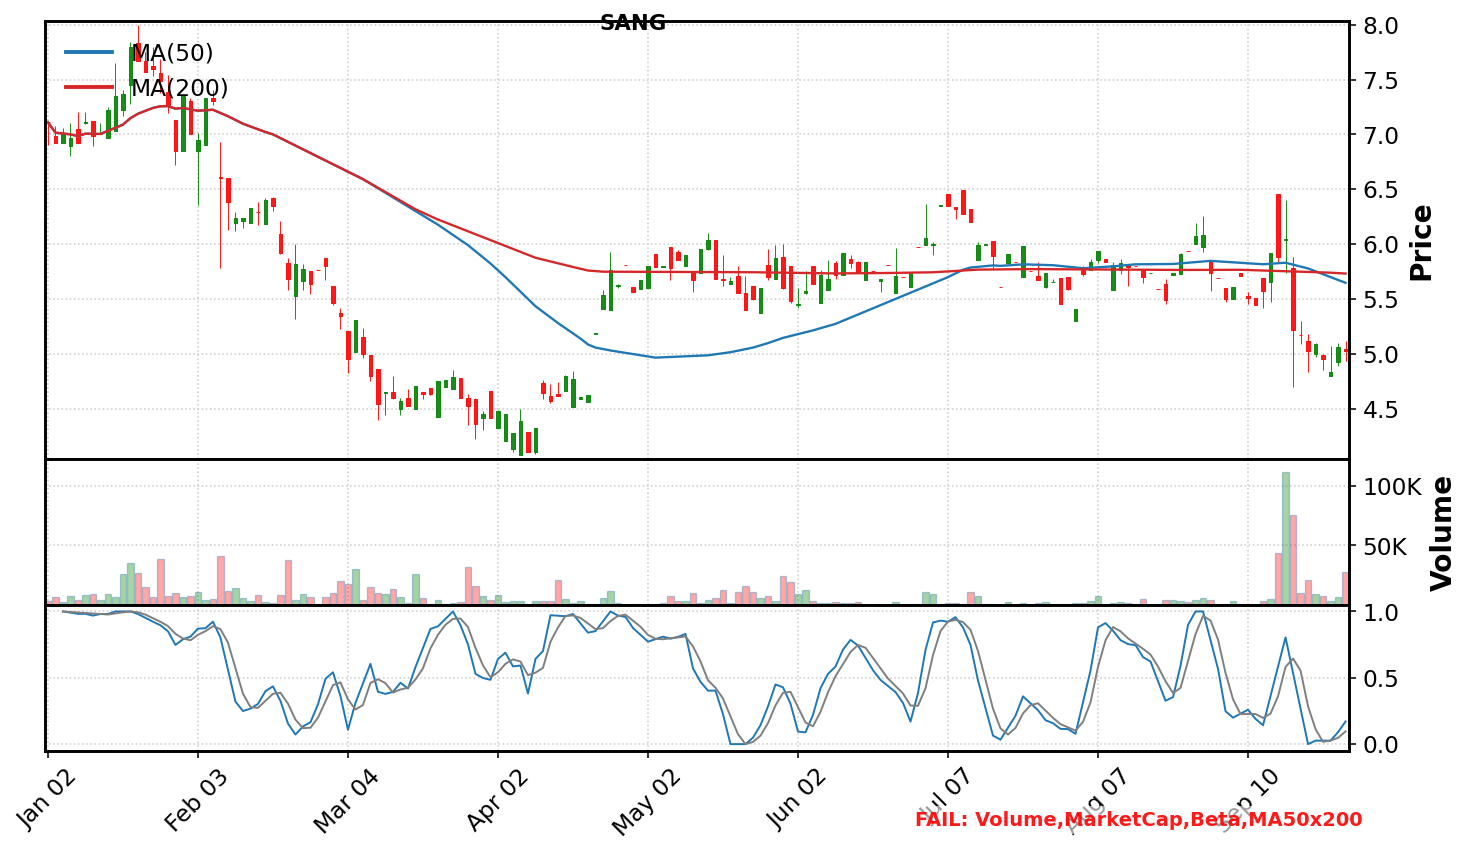 SANG
MA(50)
MA(200)
8.0
7.5
7.0
6.5
6.0
5.5
5.0
4.5
Price
100K
50K
Volume
1.0
0.5
0.0
Jan 02
Feb 03
Mar 04
Apr 02
May 02
Jun 02
Jul 07
Aug 07
Sep 10
FAIL: Volume,MarketCap,Beta,MA50x200